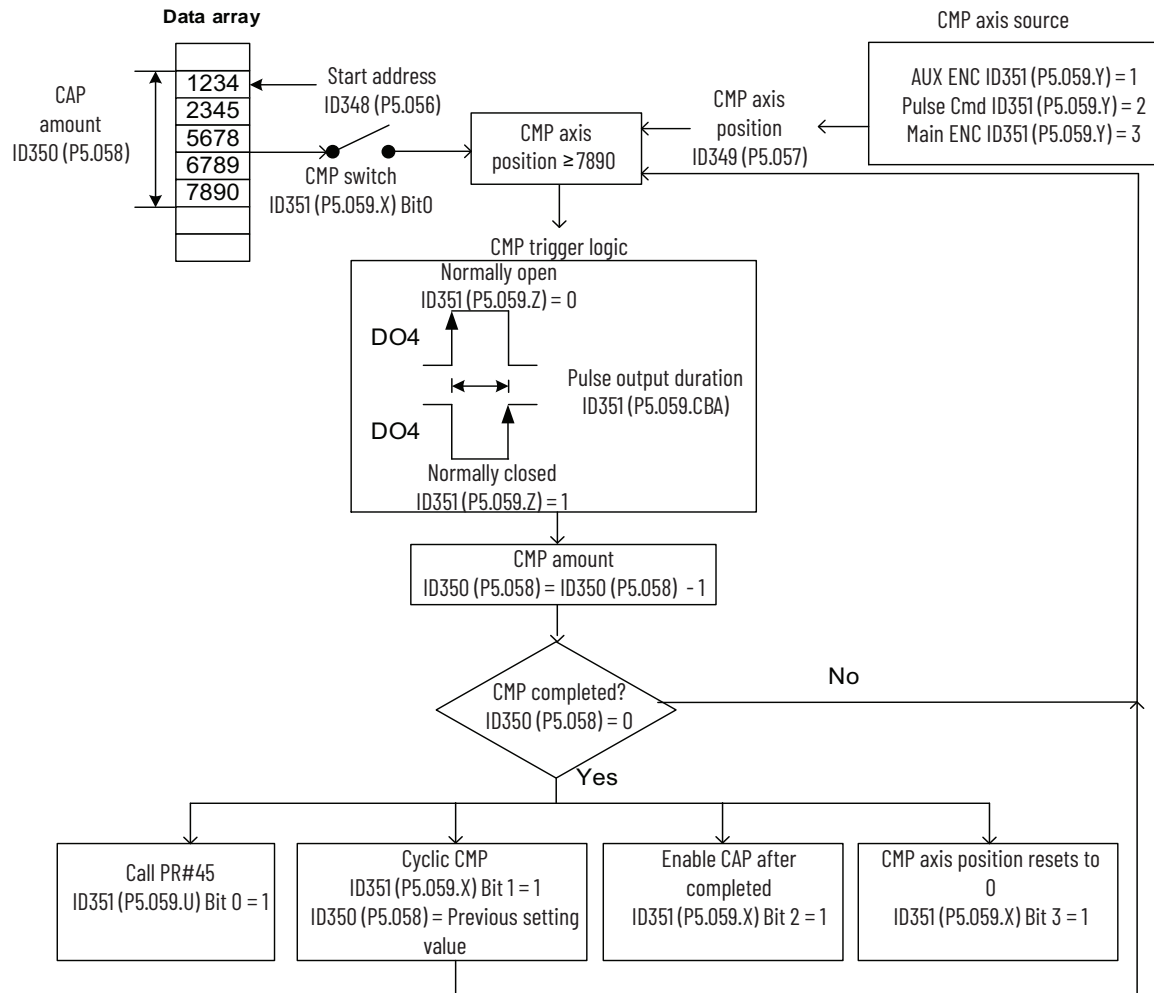 Data array
CMP axis source
1234
2345
5678
6789
7890
CAP
amount
ID350 (P5.058)
Start address
ID348 (P5.056)
CMP switch
ID351 (P5.059.X) Bit0
CMP axis
position ≥ 7890
CMP axis
position
ID349 (P5.057)
AUX ENC ID351 (P5.059.Y) = 1
Pulse Cmd ID351 (P5.059.Y) = 2
Main ENC ID351 (P5.059.Y) = 3
CMP trigger logic
Normally open
ID351 (P5.059.Z) = 0
DO4
Pulse output duration
ID351 (P5.059.CBA)
DO4
Normally closed
ID351 (P5.059.Z) = 1
CMP amount
ID350 (P5.058) = ID350 (P5.058) - 1
CMP completed?
ID350 (P5.058) = 0
No
Yes
Call PR#45
ID351 (P5.059.U) Bit 0 = 1
Cyclic CMP
ID351 (P5.059.X) Bit 1 = 1
ID350 (P5.058) = Previous setting
value
Enable CAP after
completed
ID351 (P5.059.X) Bit 2 = 1
CMP axis position resets to
0
ID351 (P5.059.X) Bit 3 = 1